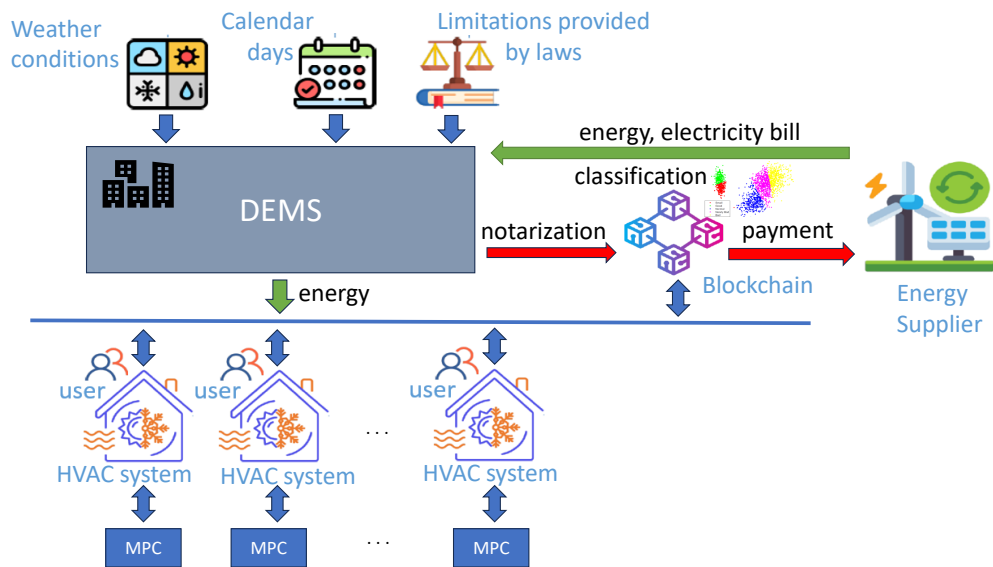 Weather
conditions
Calendar
days
Limitations provided
by laws
energy, electricity bill
classification
DEMS
notarization
payment
energy
Blockchain
Energy
Supplier
user
user
user
HVAC system
HVAC system
HVAC system
. . .
MPC
MPC
MPC
. . .